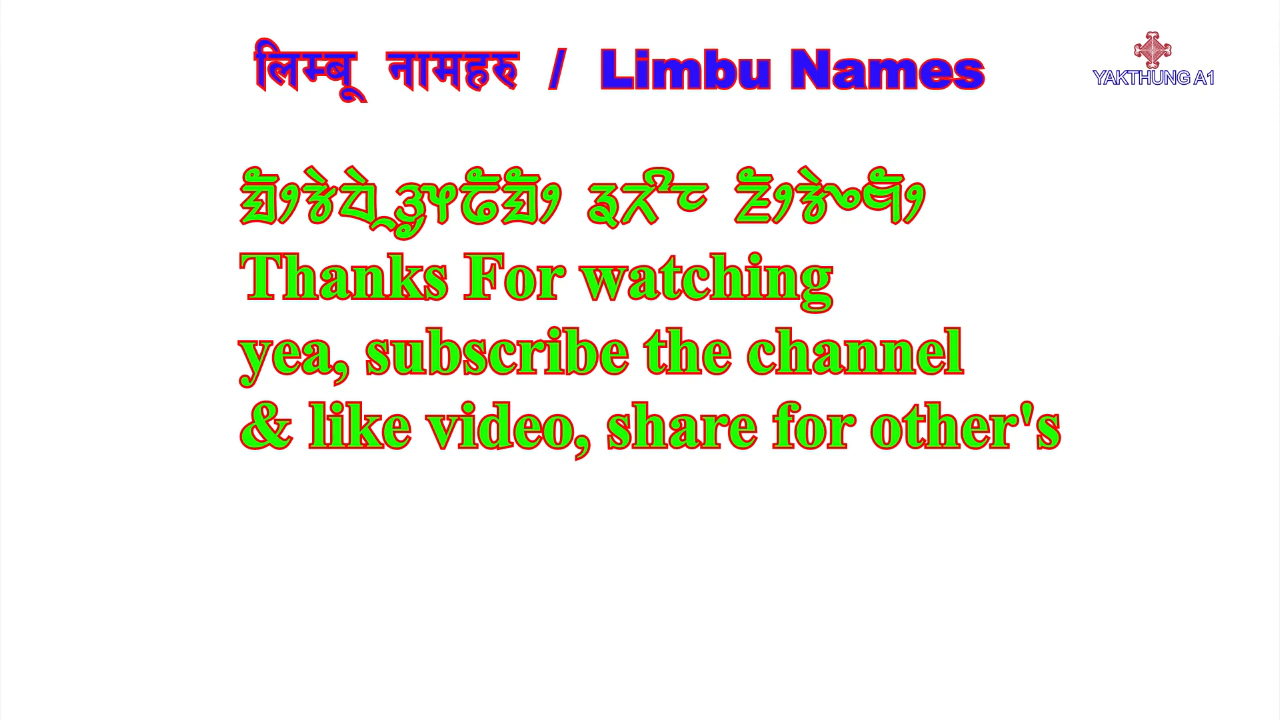 लिम्बू नामहरु / Limbu Names
YAKTHUNG A1
Thanks For watching
yea, subscribe the channel
& like video, share for other's